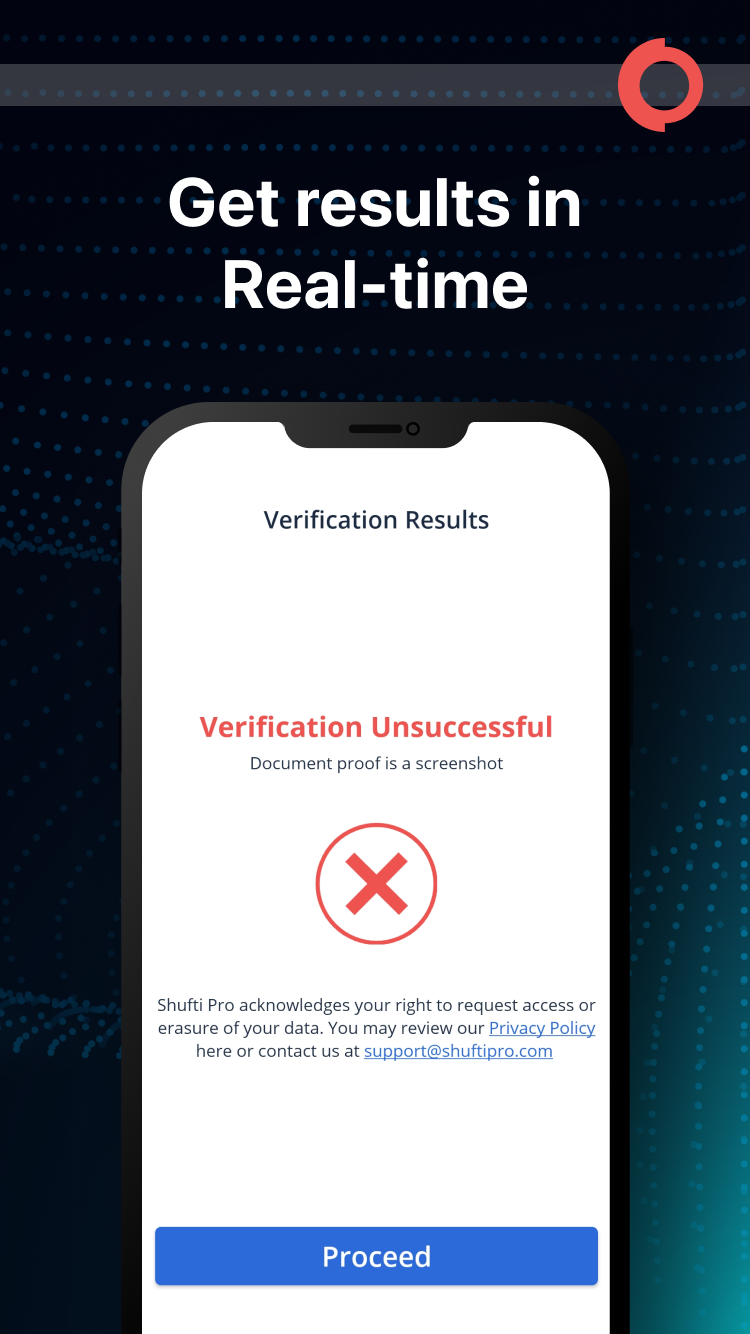 Get results in
Real-time
Verification Results
Verification Unsuccessful
Document proof is a screenshot
Shufti Pro acknowledges your right to request access or
erasure of your data. You may review our Privacy Policy
here or contact us at support@shuftipro.com
Proceed